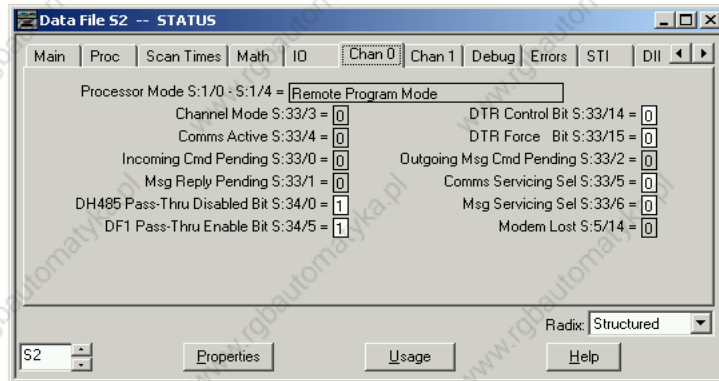 Data File S2 -- STATUS
Main Proc Scan Times Math IO Chan 0 Chan 1 Debug Errors STI DII
Processor Mode S:1/0 - S:1/4 = Remote Program Mode
Channel Mode S:33/3 = 0 DTR Control Bit S:33/14 = 0
Comms Active S:33/4 = 0 DTR Force Bit S:33/15 = 0
Incoming Cmd Pending S:33/0 = 0 Outgoing Msg Cmd Pending S:33/2 = 0
Msg Reply Pending S:33/1 = 0 Comms Servicing Sel S:33/5 = 0
DH485 Pass-Thru Disabled Bit S:34/0 = 1 Msg Servicing Sel S:33/6 = 0
DF1 Pass-Thru Enable Bit S:34/5 = 1 Modem Lost S:5/14 = 0
Radix: Structured
S2 Properties Usage Help
www.rgbautomatyka.pl